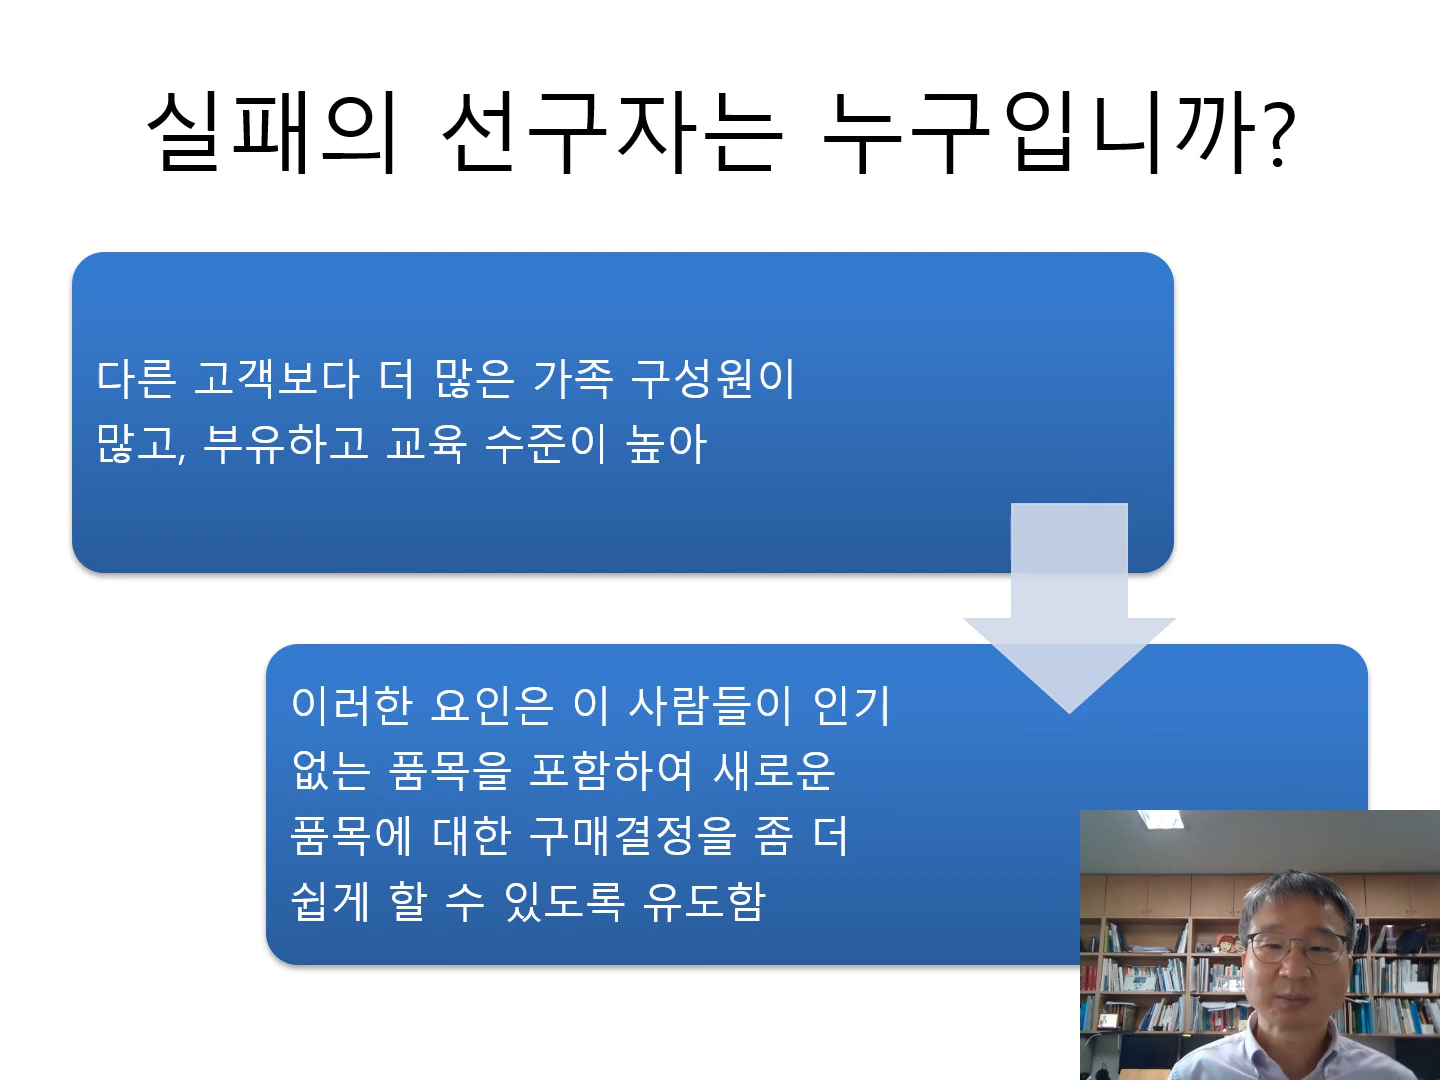 실패의 선구자는 누구입니까?
다른 고객보다 더 많은 가족 구성원이
많고, 부유하고 교육 수준이 높아
이러한 요인은 이 사람들이 인기
없는 품목을 포함하여 새로운
품목에 대한 구매결정을 좀 더
쉽게 할 수 있도록 유도함